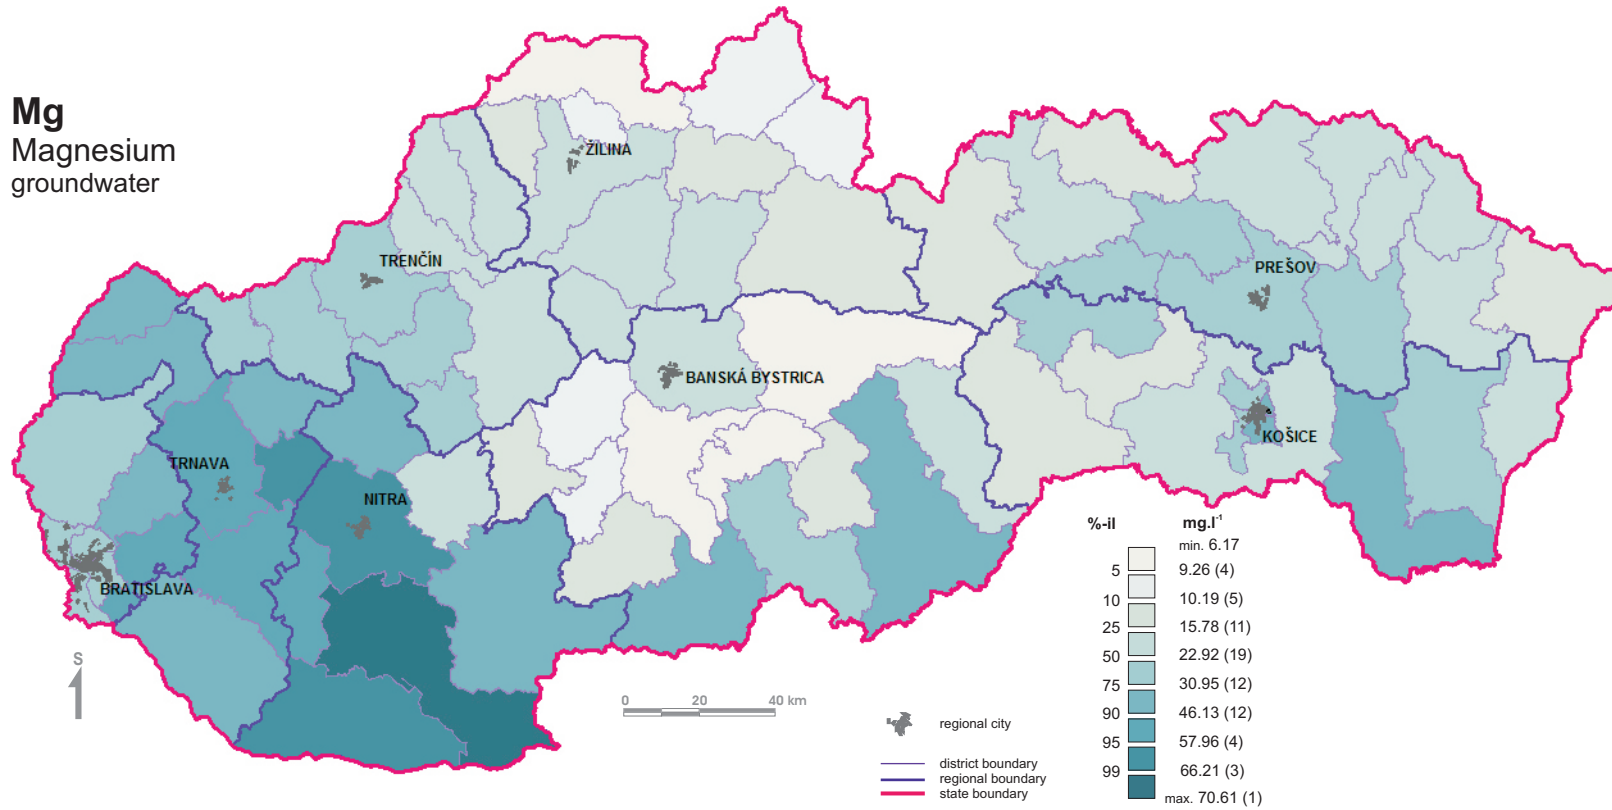 Mg
Magnesium
groundwater
ŽILINA
TRENČÍN
PREŠOV
BANSKÁ BYSTRICA
KOŠICE
TRNAVA
NITRA
BRATISLAVA
S
0 20 40 km
regional city
district boundary
regional boundary
state boundary
%-il mg.l⁻¹
min. 6.17
5 9.26 (4)
10 10.19 (5)
25 15.78 (11)
50 22.92 (19)
75 30.95 (12)
90 46.13 (12)
95 57.96 (4)
99 66.21 (3)
max. 70.61 (1)